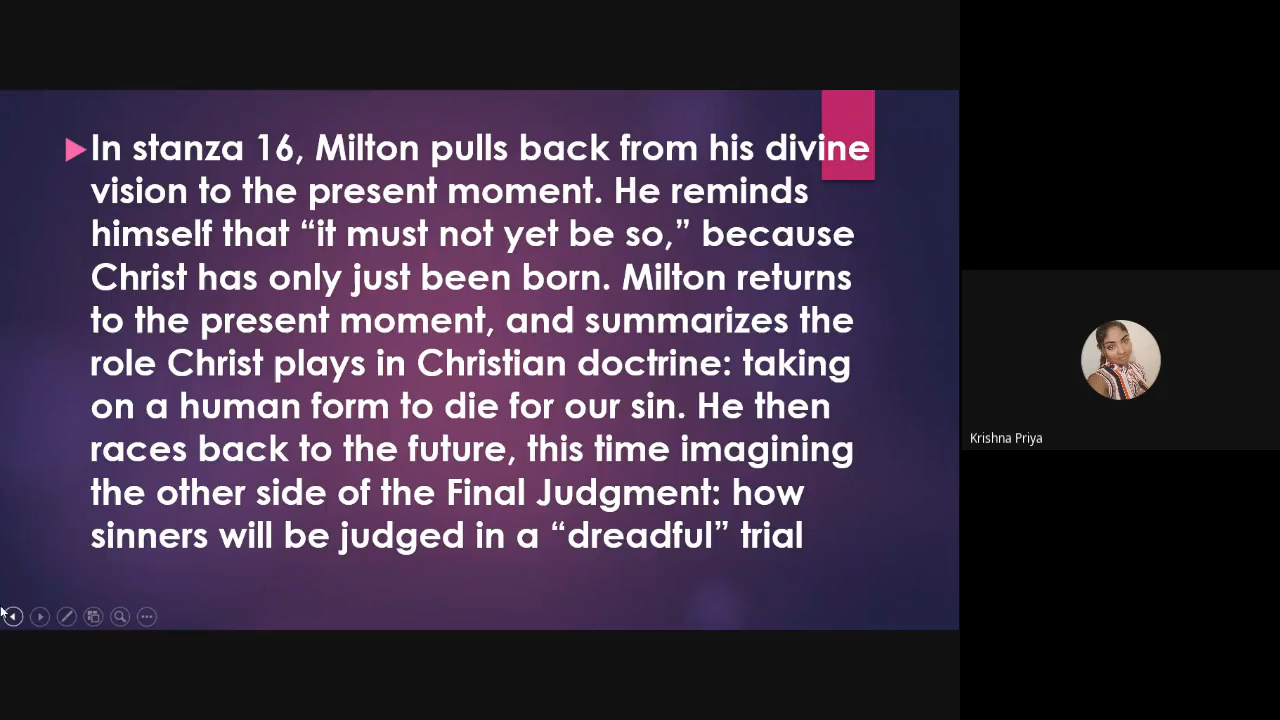 In stanza 16, Milton pulls back from his divine
vision to the present moment. He reminds
himself that “it must not yet be so,” because
Christ has only just been born. Milton returns
to the present moment, and summarizes the
role Christ plays in Christian doctrine: taking
on a human form to die for our sin. He then
races back to the future, this time imagining
the other side of the Final Judgment: how
sinners will be judged in a “dreadful” trial
Krishna Priya